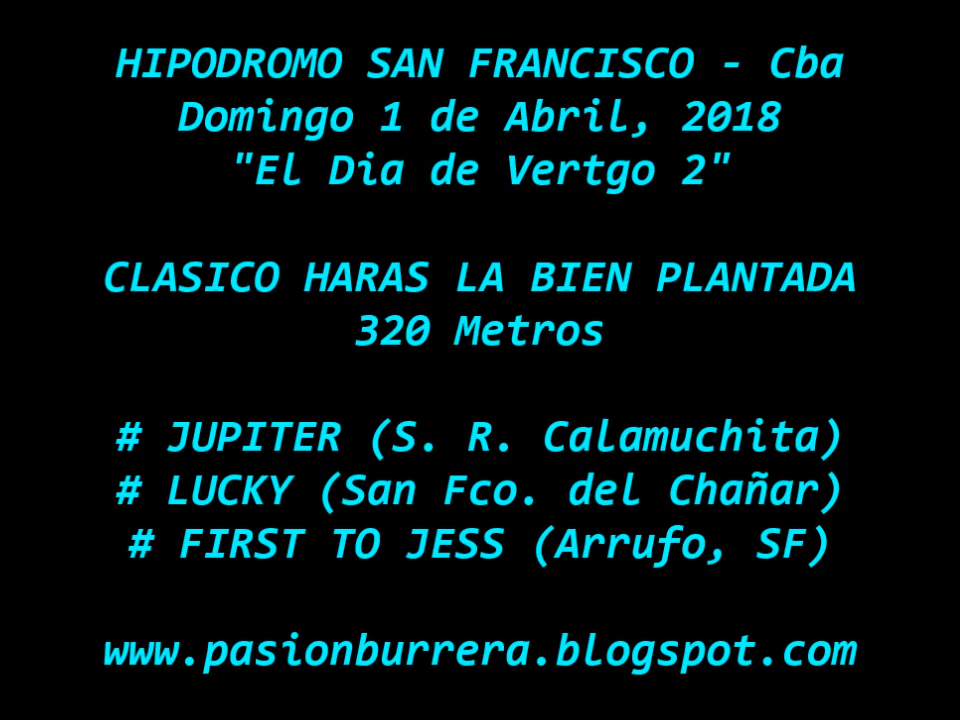 HIPODROMO SAN FRANCISCO - Cba
Domingo 1 de Abril, 2018
"El Dia de Vertgo 2"
CLASICO HARAS LA BIEN PLANTADA
320 Metros
# JUPITER (S. R. Calamuchita)
# LUCKY (San Fco. del Chañar)
# FIRST TO JESS (Arrufo, SF)
www.pasionburrera.blogspot.com